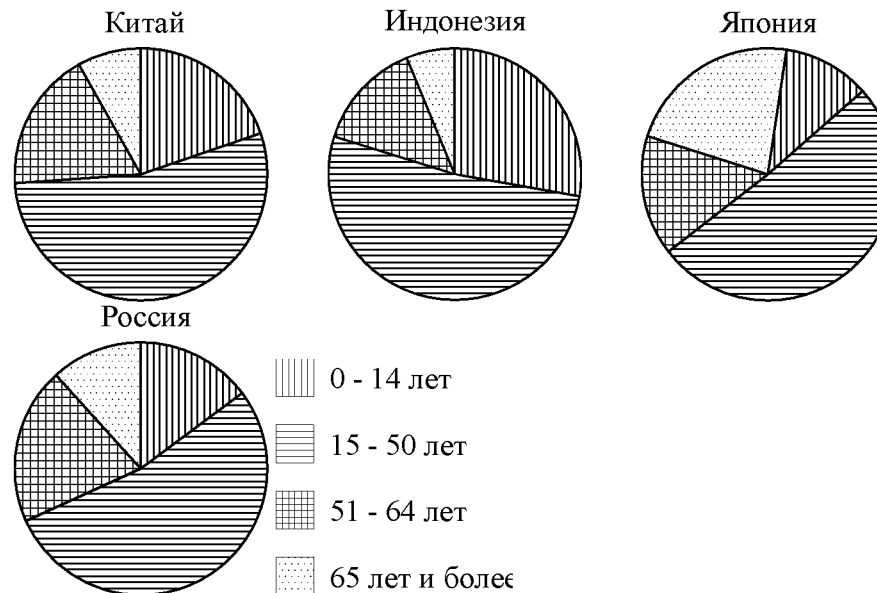 Китай
Индонезия
Япония
Россия
0 - 14 лет
15 - 50 лет
51 - 64 лет
65 лет и более